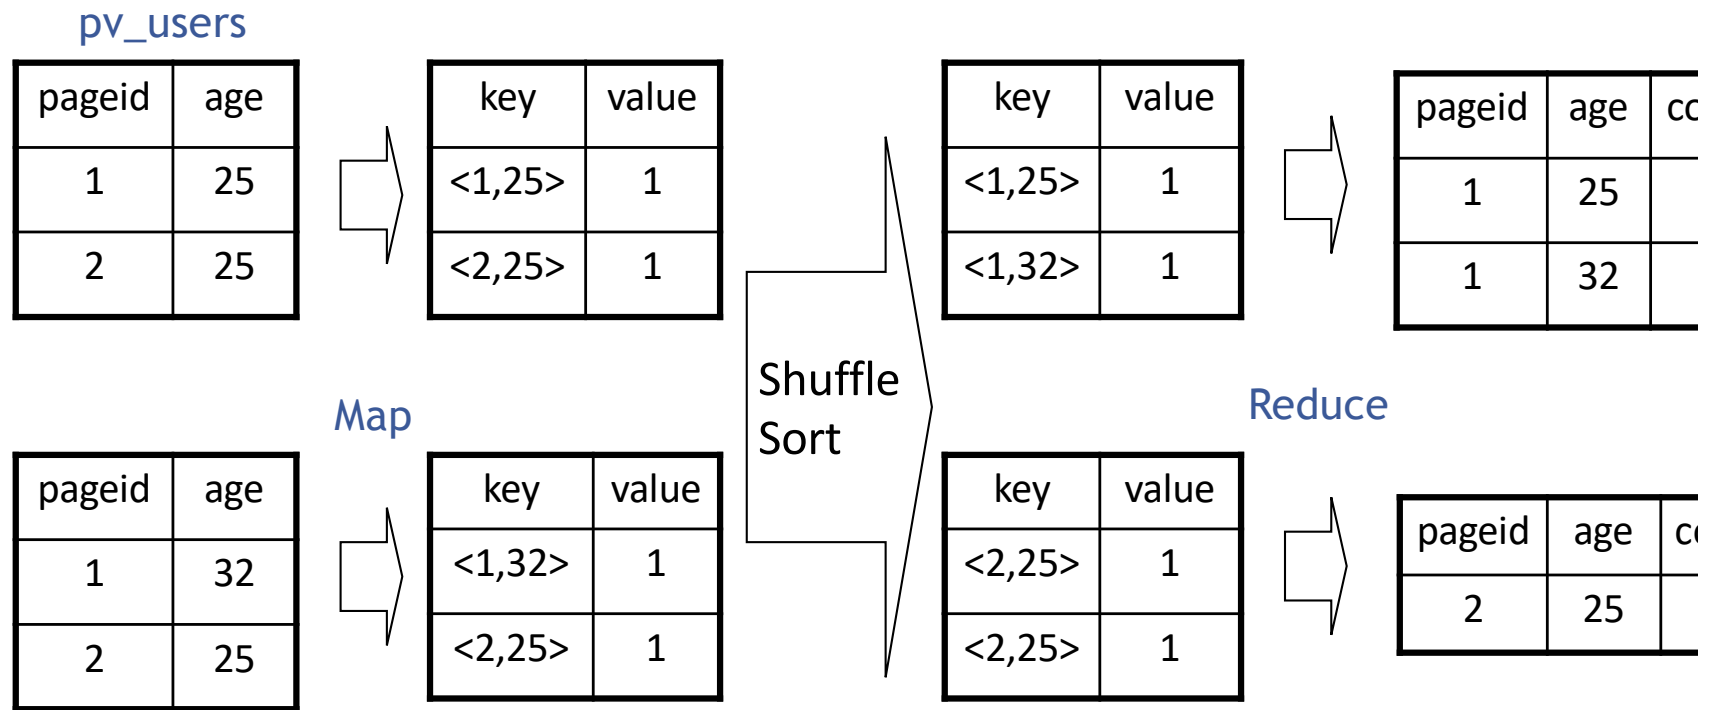 pv_users
pageid age
1 25
2 25
key value
<1,25> 1
<2,25> 1
key value
<1,25> 1
<1,32> 1
pageid age
1 25
1 32
Map
Shuffle
Sort
Reduce
pageid age
1 32
2 25
key value
<1,32> 1
<2,25> 1
key value
<2,25> 1
<2,25> 1
pageid age
2 25